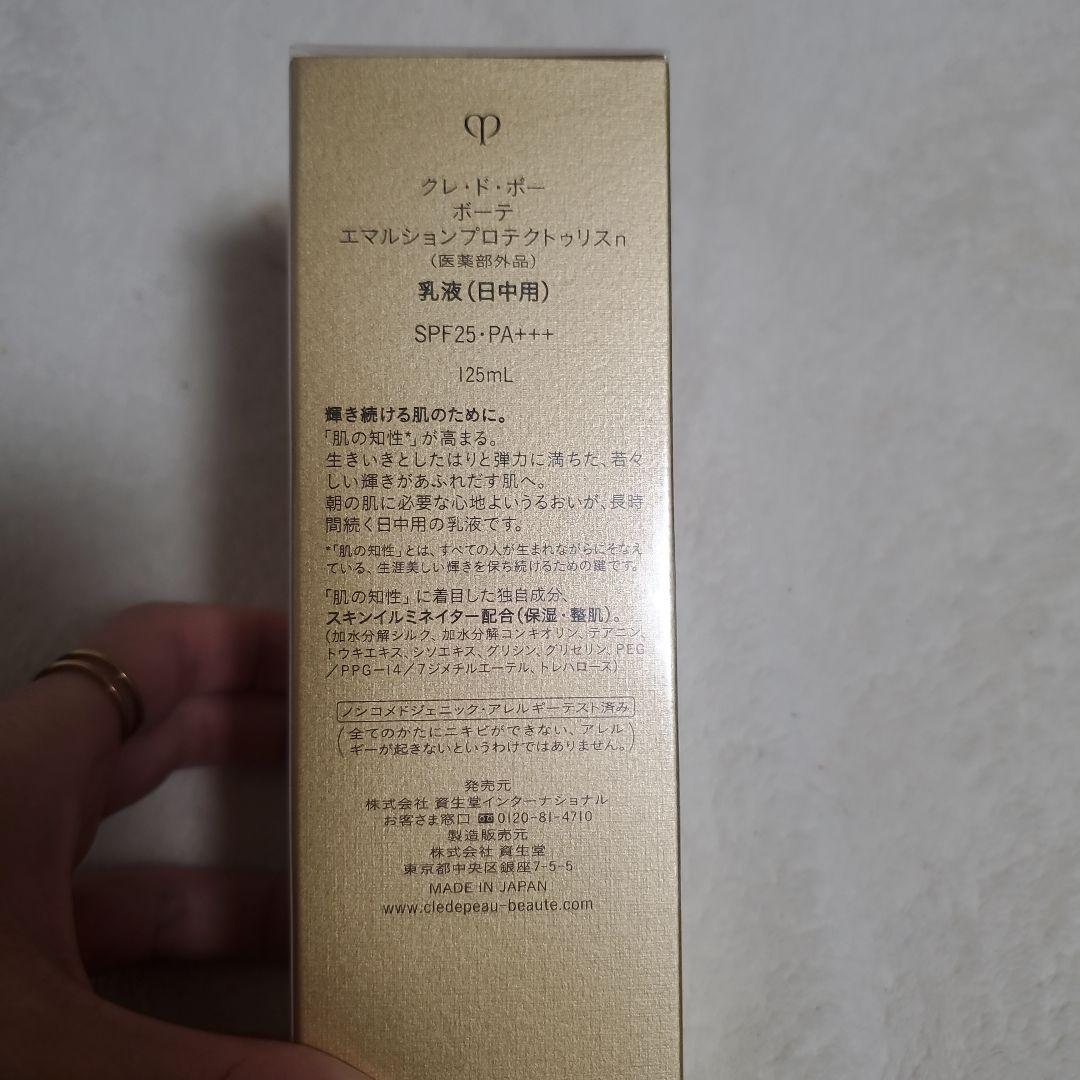 クレ・ド・ポー
ボーテ
エマルションプロテクトゥリスn
(医薬部外品)
乳液(日中用)
SPF25・PA+++
125mL
輝き続ける肌のために。
「肌の知性*」が高まる。
生きいきとしたはりと弾力に満ちた、若々
しい輝きがあふれだす肌へ。
朝の肌に必要な心地よいうるおいが、長時
間続く日中用の乳液です。
*「肌の知性」とは、すべての人が生まれながらにそなえ
ている、生涯美しい輝きを保ち続けるための鍵です。
「肌の知性」に着目した独自成分、
スキンイルミネイター配合(保湿・整肌)。
(加水分解シルク、加水分解コンキオリン、テアニン、
トウキエキス、シソエキス、グリシン、グリセリン、PEG
/PPG-14/7ジメチルエーテル、トレハロース)
ノンコメドジェニック・アレルギーテスト済み
(全てのかたにニキビができない、アレル
ギーが起きないというわけではありません。)
発売元
株式会社 資生堂インターナショナル
お客さま窓口 0120-81-4710
製造販売元
株式会社 資生堂
東京都中央区銀座7-5-5
MADE IN JAPAN
www.cledepeau-beaute.com